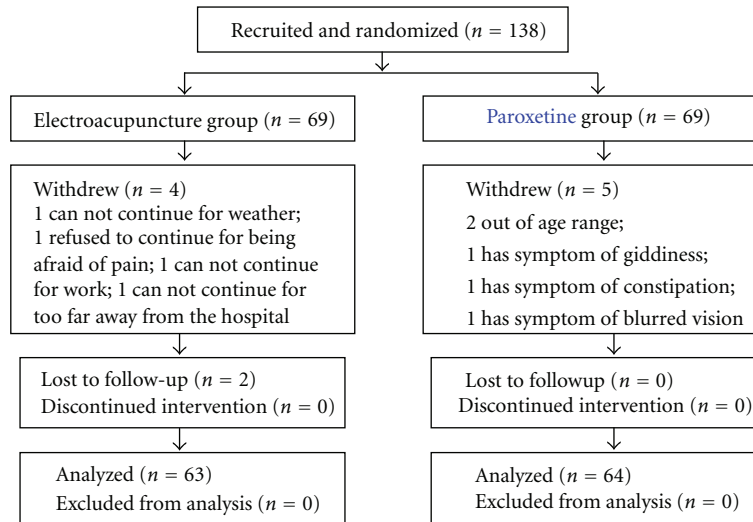 Recruited and randomized (n = 138)
Electroacupuncture group (n = 69)
Withdrew (n = 4)
1 can not continue for weather;
1 refused to continue for being
afraid of pain; 1 can not continue
for work; 1 can not continue for
too far away from the hospital
Lost to follow-up (n = 2)
Discontinued intervention (n = 0)
Analyzed (n = 63)
Excluded from analysis (n = 0)
Paroxetine group (n = 69)
Withdrew (n = 5)
2 out of age range;
1 has symptom of giddiness;
1 has symptom of constipation;
1 has symptom of blurred vision
Lost to followup (n = 0)
Discontinued intervention (n = 0)
Analyzed (n = 64)
Excluded from analysis (n = 0)